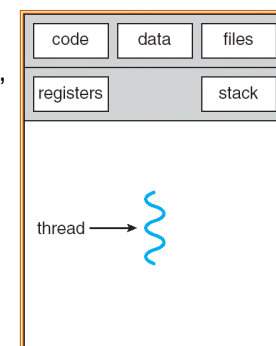 code data files
,
registers stack
thread